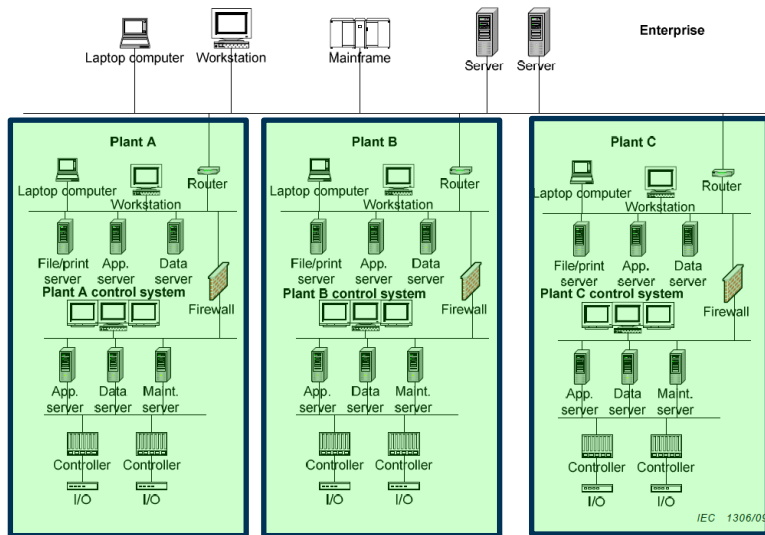 Enterprise
Laptop computer Workstation Mainframe Server Server
Plant A Plant B Plant C
Laptop computer Router Laptop computer Router Laptop computer Router
Workstation Workstation Workstation
File/print server App. server Data server File/print server App. server Data server File/print server App. server Data server
Plant A control system Firewall Plant B control system Firewall Plant C control system Firewall
App. server Data server Maint. server App. server Data server Maint. server App. server Data server Maint. server
Controller Controller Controller Controller Controller Controller
I/O I/O I/O I/O I/O I/O
IEC 1306/09